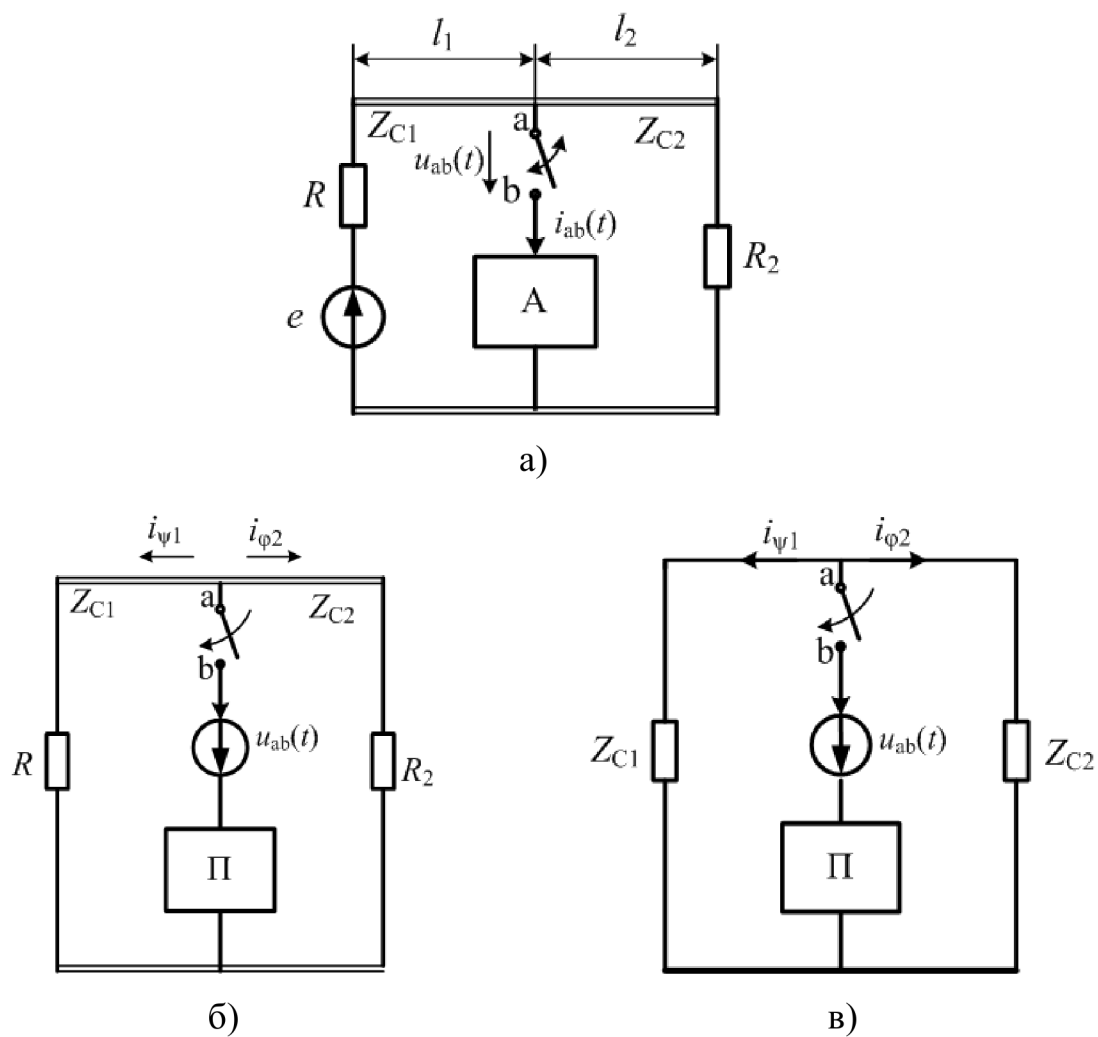 l1 l2
ZC1 a ZC2
uab(t)
R b
iab(t)
R2
A
e
а)
iψ1 iφ2 iψ1 iφ2
ZC1 a ZC2 a
b b
R uab(t) R2 ZC1 uab(t) ZC2
П П
б) в)